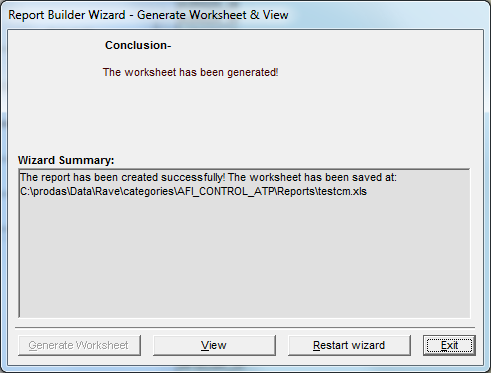 Report Builder Wizard - Generate Worksheet & View
Conclusion-
The worksheet has been generated!
Wizard Summary:
The report has been created successfully! The worksheet has been saved at:
C:\prodas\Data\Rave\categories\AFI_CONTROL_ATP\Reports\testcm.xls
Generate Worksheet View Restart wizard Exit